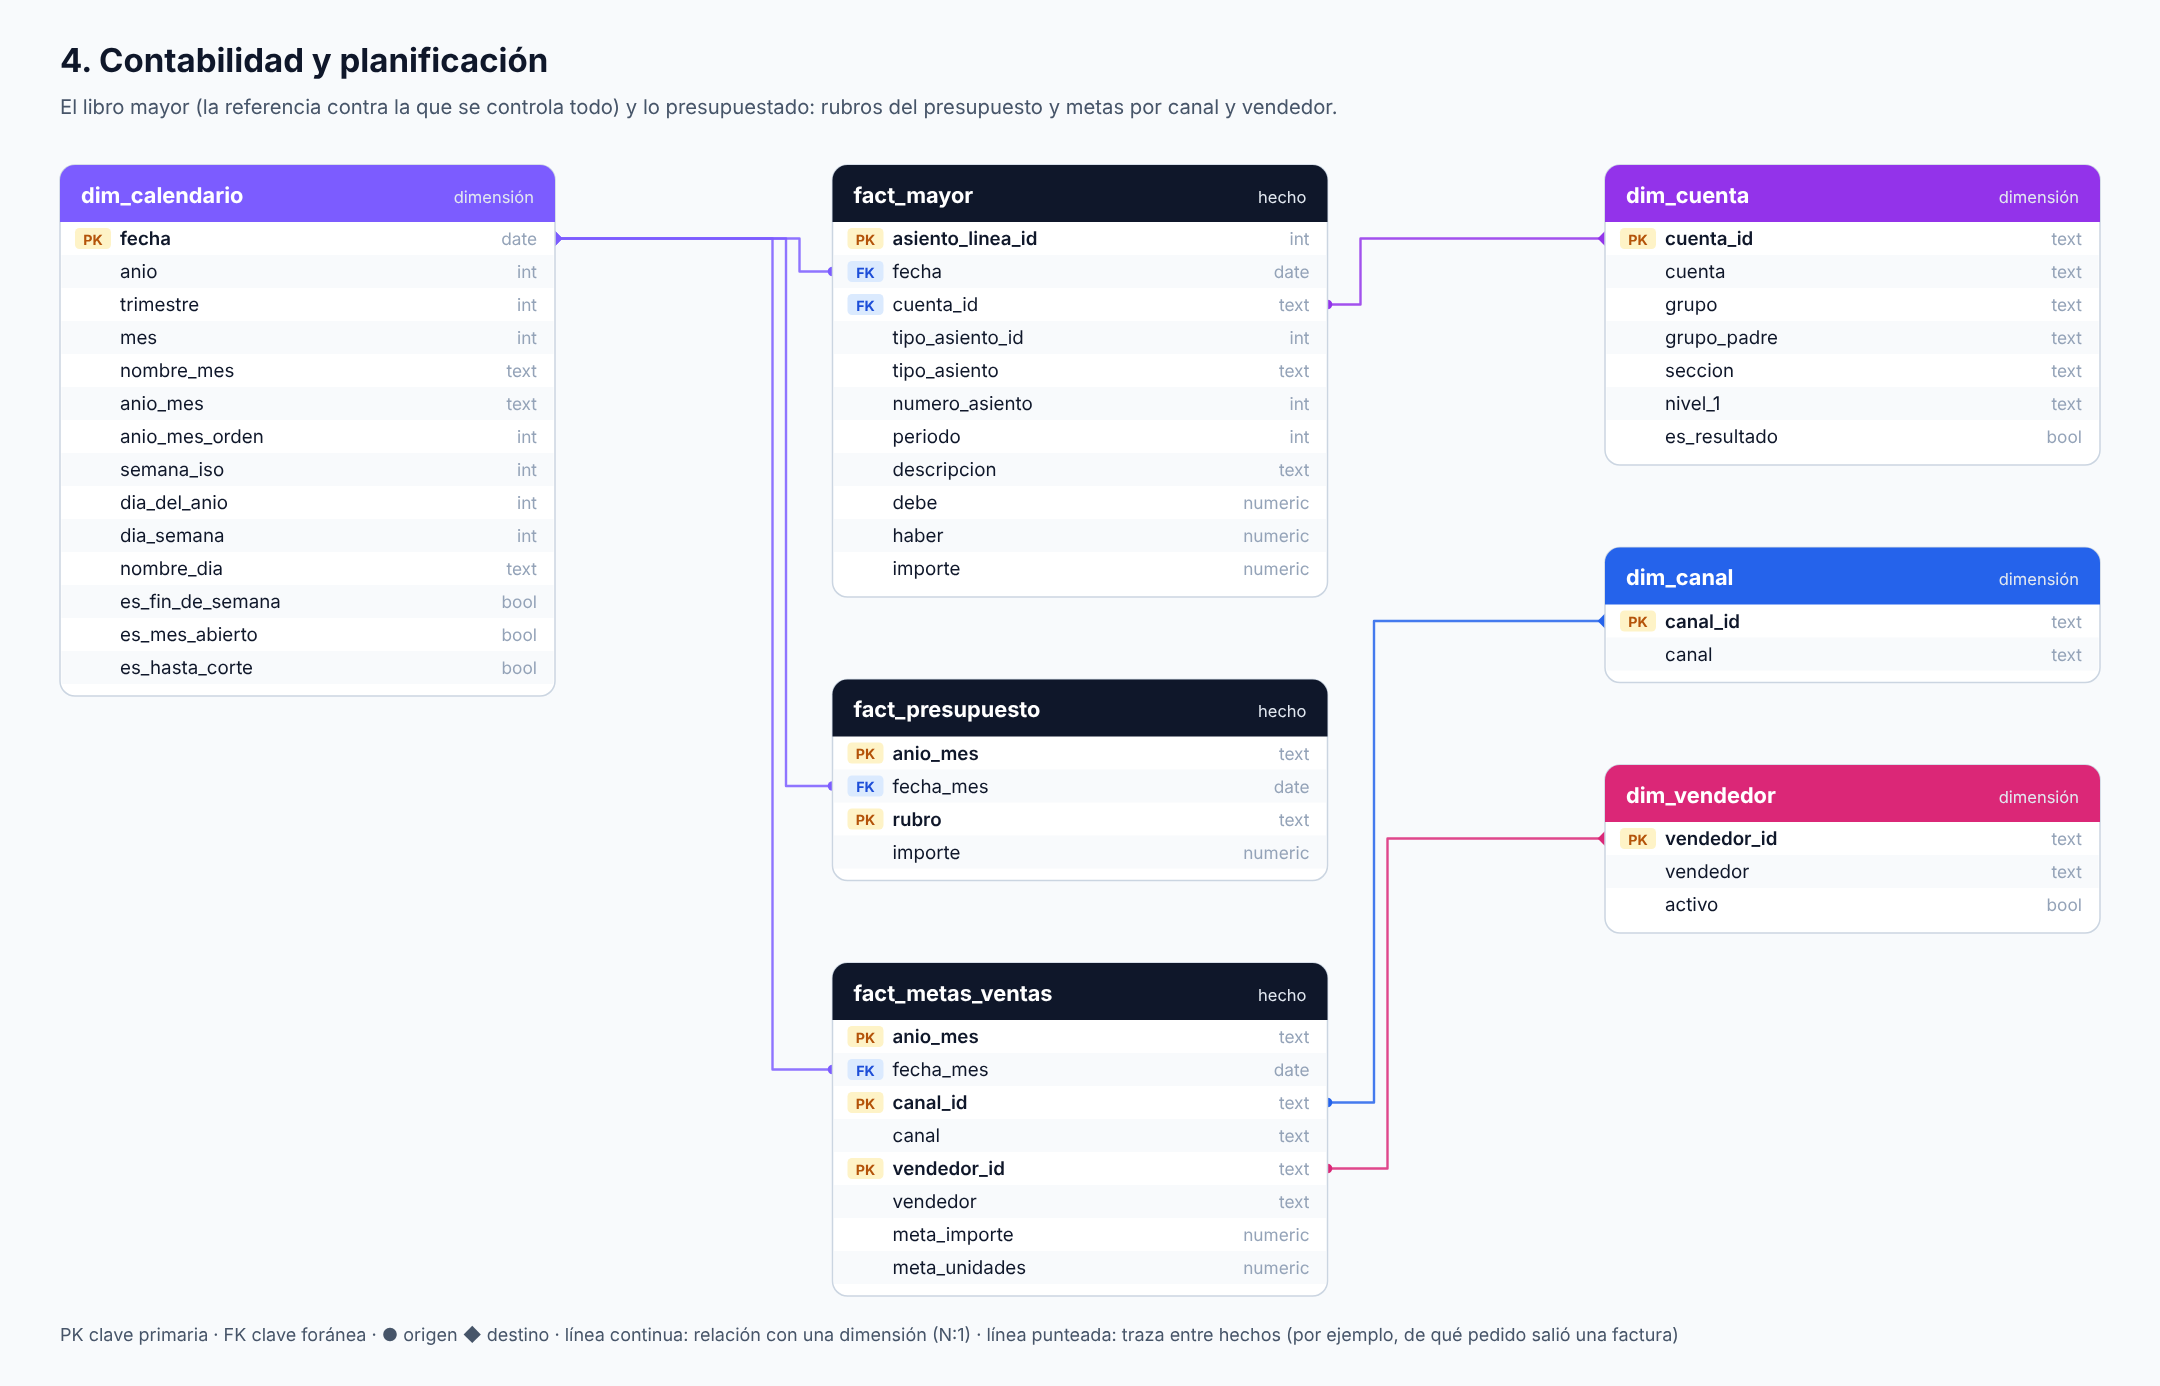 4. Contabilidad y planificación
El libro mayor (la referencia contra la que se controla todo) y lo presupuestado: rubros del presupuesto y metas por canal y vendedor.
dim_calendario dimensión
PK fecha date
anio int
trimestre int
mes int
nombre_mes text
anio_mes text
anio_mes_orden int
semana_iso int
dia_del_anio int
dia_semana int
nombre_dia text
es_fin_de_semana bool
es_mes_abierto bool
es_hasta_corte bool
fact_mayor hecho
PK asiento_linea_id int
FK fecha date
FK cuenta_id text
tipo_asiento_id int
tipo_asiento text
numero_asiento int
periodo int
descripcion text
debe numeric
haber numeric
importe numeric
fact_presupuesto hecho
PK anio_mes text
FK fecha_mes date
PK rubro text
importe numeric
fact_metas_ventas hecho
PK anio_mes text
FK fecha_mes date
PK canal_id text
canal text
PK vendedor_id text
vendedor text
meta_importe numeric
meta_unidades numeric
dim_cuenta dimensión
PK cuenta_id text
cuenta text
grupo text
grupo_padre text
seccion text
nivel_1 text
es_resultado bool
dim_canal dimensión
PK canal_id text
canal text
dim_vendedor dimensión
PK vendedor_id text
vendedor text
activo bool
PK clave primaria · FK clave foránea · ● origen ◆ destino · línea continua: relación con una dimensión (N:1) · línea punteada: traza entre hechos (por ejemplo, de qué pedido salió una factura)